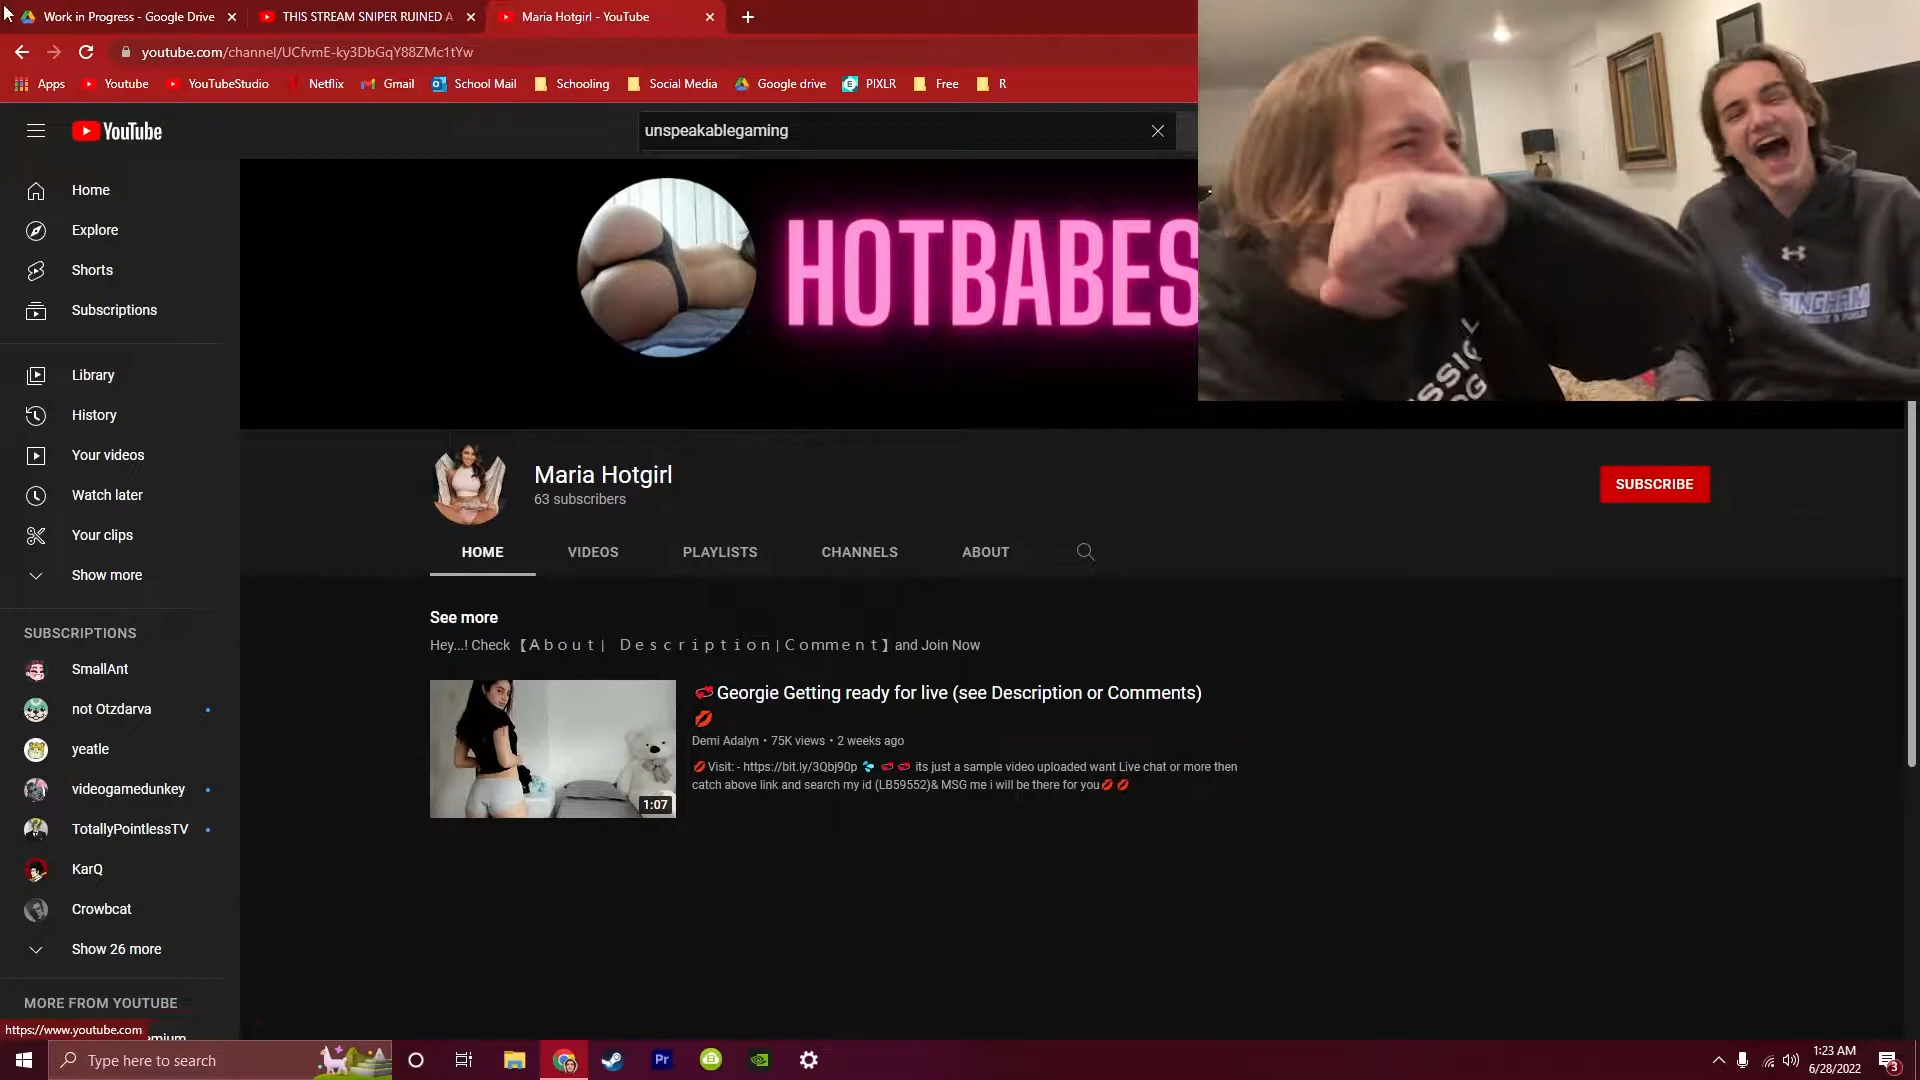 Work in Progress - Google Drive
THIS STREAM SNIPER RUINED A
Maria Hotgirl - YouTube
youtube.com/channel/UCfvmE-ky3DbGqY88ZMc1tYw
Apps
Youtube
YouTubeStudio
Netflix
Gmail
School Mail
Schooling
Social Media
Google drive
PIXLR
Free
R
YouTube
unspeakablegaming
Home
Explore
Shorts
Subscriptions
Library
History
Your videos
Watch later
Your clips
Show more
SUBSCRIPTIONS
SmallAnt
not Otzdarva
yeatle
videogamedunkey
TotallyPointlessTV
KarQ
Crowbcat
Show 26 more
MORE FROM YOUTUBE
https://www.youtube.com
HOTBABES
Maria Hotgirl
63 subscribers
SUBSCRIBE
HOME
VIDEOS
PLAYLISTS
CHANNELS
ABOUT
See more
Hey...! Check 【A b o u t | D e s c r i p t i o n | C o m m e n t 】and Join Now
💝Georgie Getting ready for live (see Description or Comments)
💋
Demi Adalyn • 75K views • 2 weeks ago
💋Visit: - https://bit.ly/3Qbj90p 💦 💝 💝 its just a sample video uploaded want Live chat or more then
catch above link and search my id (LB59552)& MSG me i will be there for you💋 💋
1:07
Type here to search
Pr
1:23 AM
6/28/2022
3